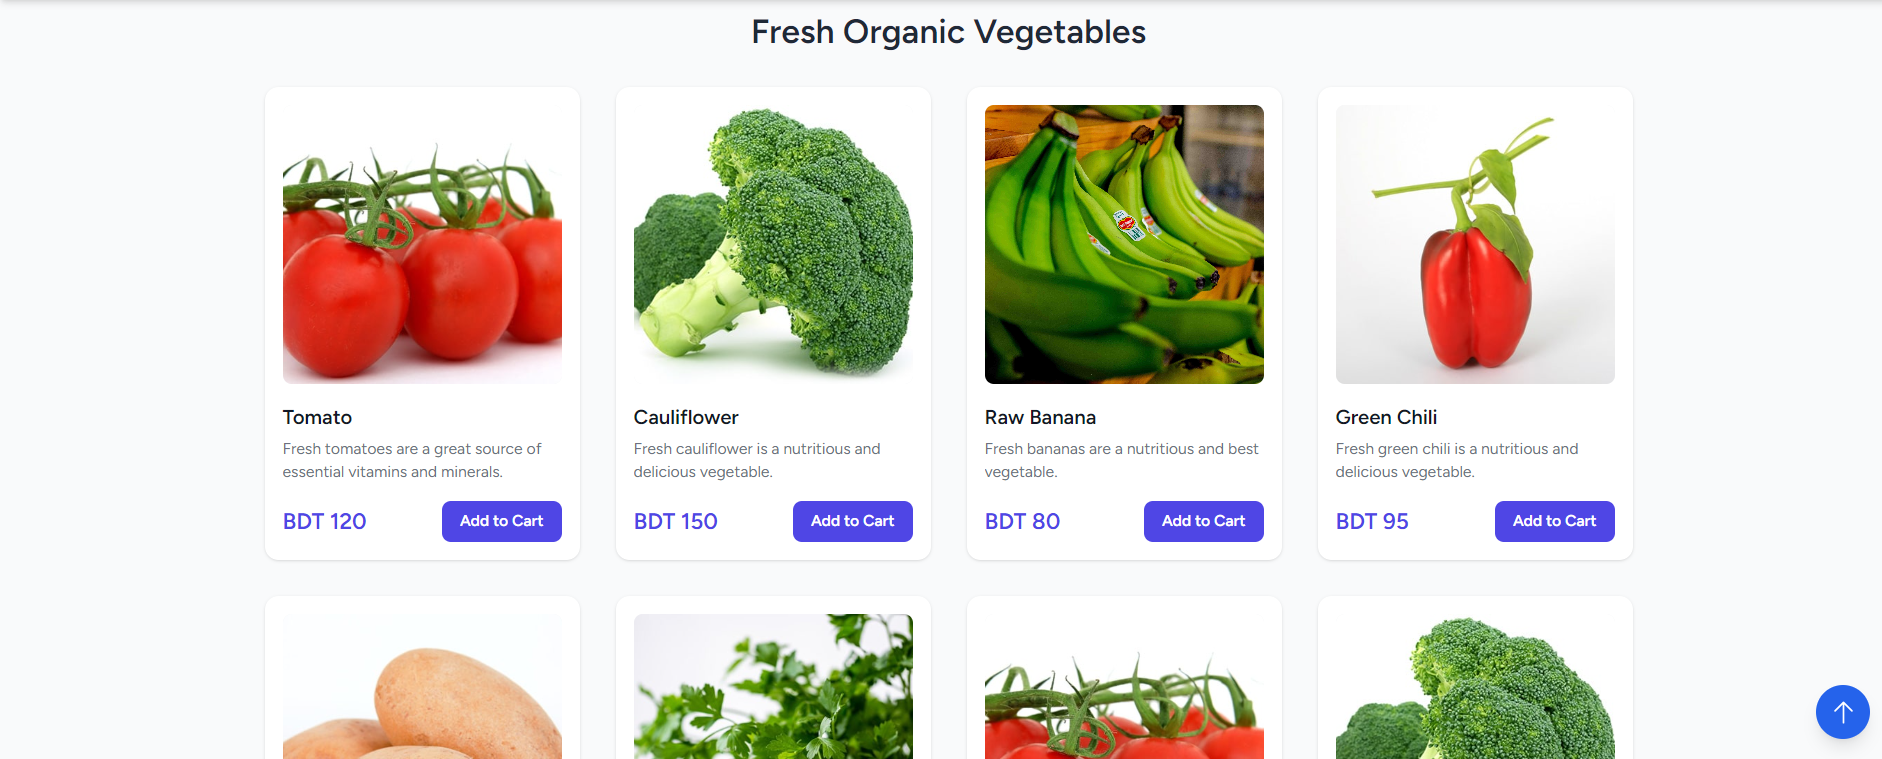 Fresh Organic Vegetables
Tomato
Fresh tomatoes are a great source of
essential vitamins and minerals.
BDT 120
Add to Cart
Cauliflower
Fresh cauliflower is a nutritious and
delicious vegetable.
BDT 150
Add to Cart
Raw Banana
Fresh bananas are a nutritious and best
vegetable.
BDT 80
Add to Cart
Green Chili
Fresh green chili is a nutritious and
delicious vegetable.
BDT 95
Add to Cart